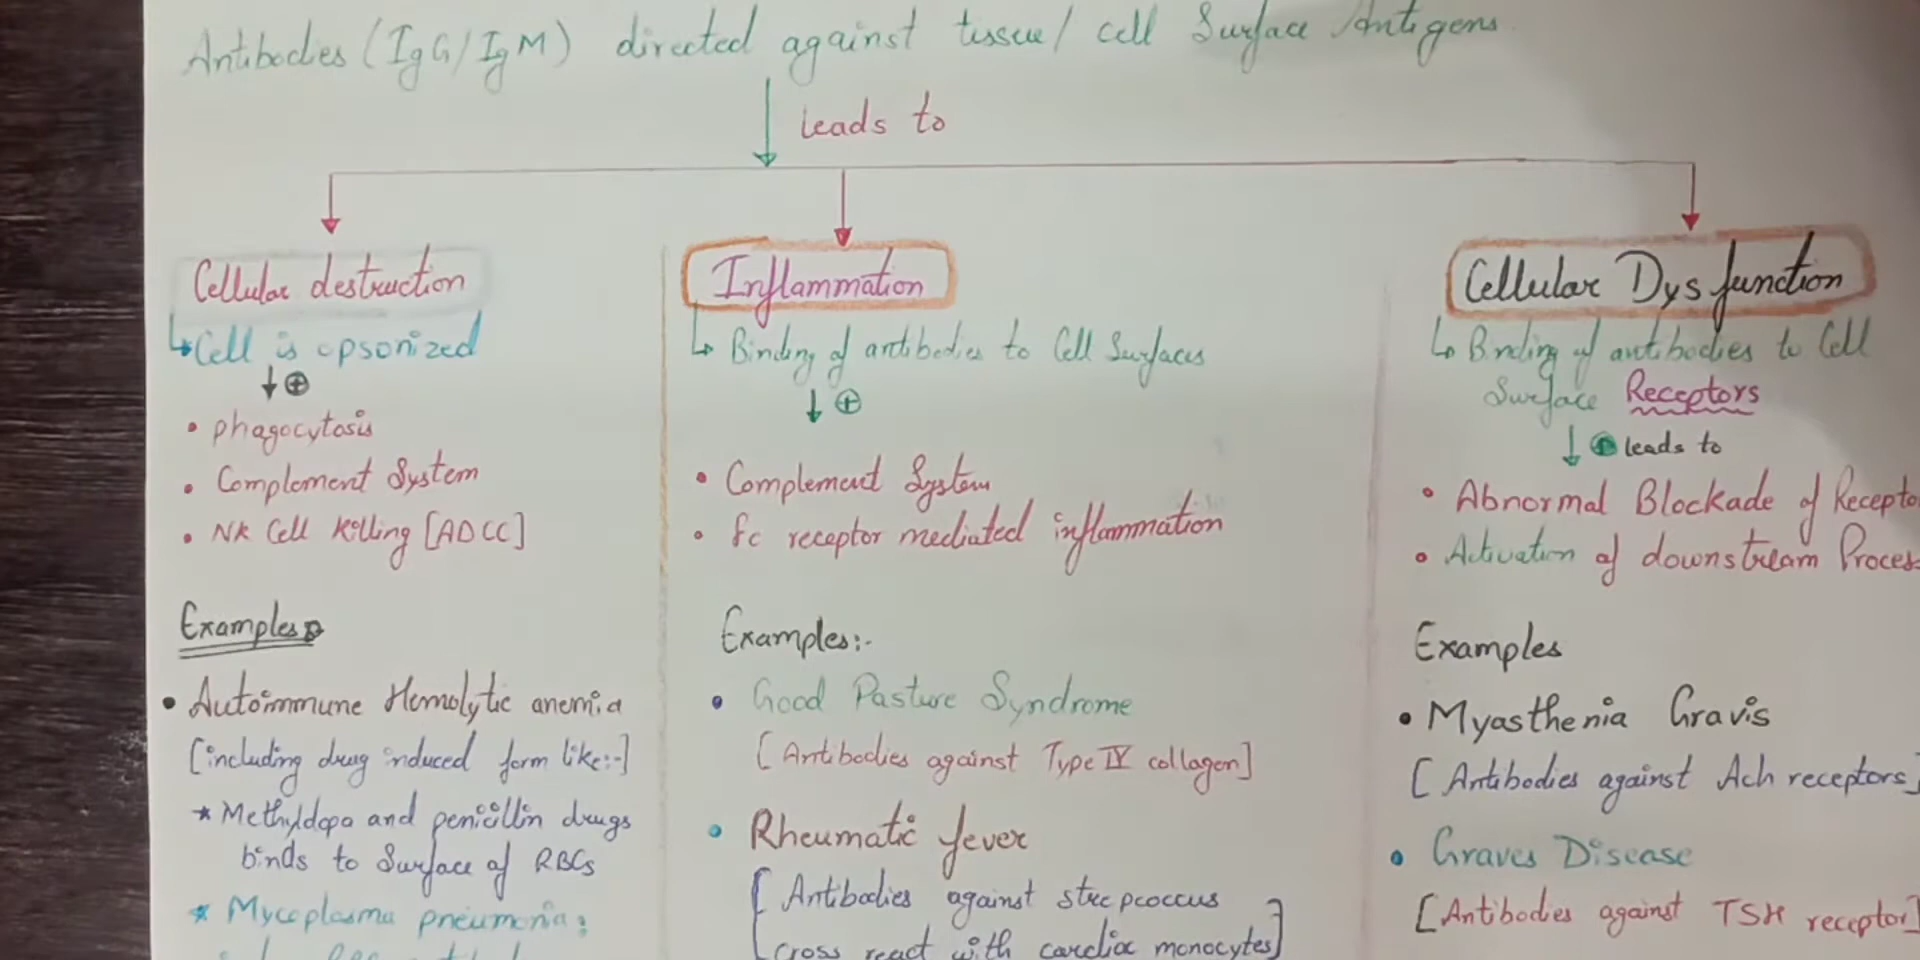 Antibodies (IgG/IgM) directed against tissue/ cell Surface Antigens
leads to
Cellular destruction
Cell is opsonized
• phagocytosis
• Complement System
• NK Cell Killing [ADCC]
Examples
• Autoimmune Hemolytic anemia
[including drug induced form like:-]
* Methyldopa and penicillin drugs
binds to Surface of RBCs
* Mycoplasma pneumonia:
Inflammation
Binding of antibodies to Cell Surfaces
• Complement System
• Fc receptor mediated inflammation
Examples:-
• Good Pasture Syndrome
[Antibodies against Type IV collagen]
• Rheumatic fever
[Antibodies against strepcoccus
cross react with cardiac monocytes]
Cellular Dysfunction
Binding of antibodies to Cell
Surface Receptors
leads to
• Abnormal Blockade of Recepto
• Activation of downstream Proces
Examples
• Myasthenia Gravis
[Antibodies against Ach receptors]
• Graves Disease
[Antibodies against TSH receptor]